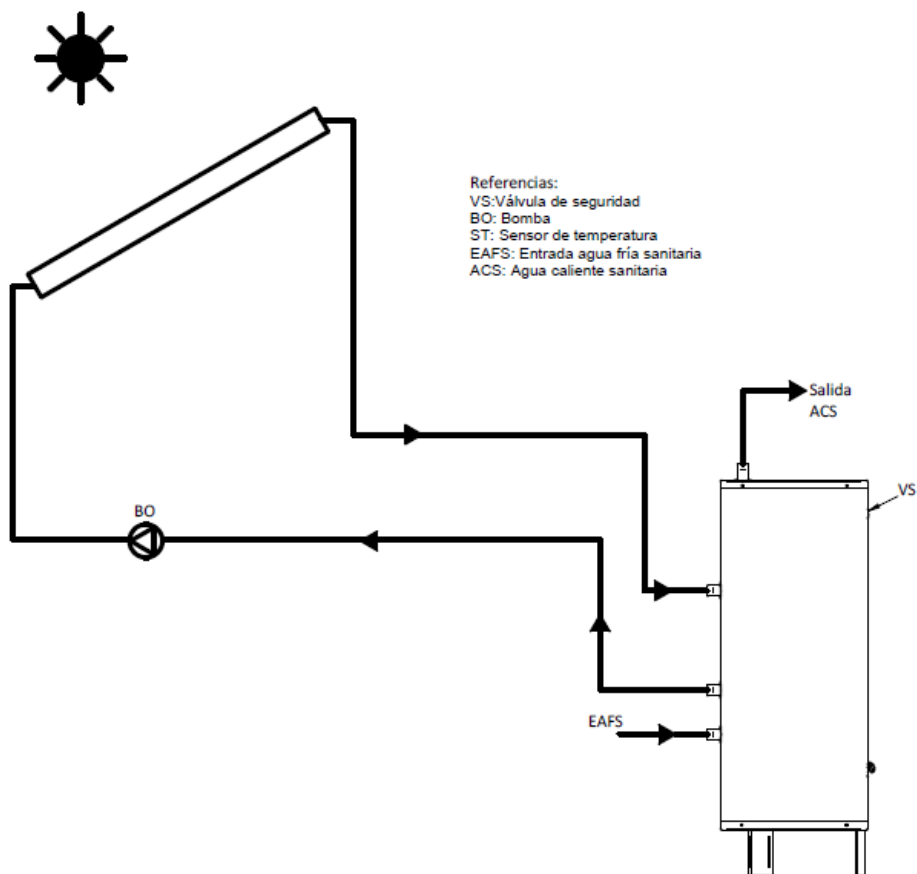 Referencias:
VS:Válvula de seguridad
BO: Bomba
ST: Sensor de temperatura
EAFS: Entrada agua fría sanitaria
ACS: Agua caliente sanitaria
Salida
ACS
VS
BO
EAFS